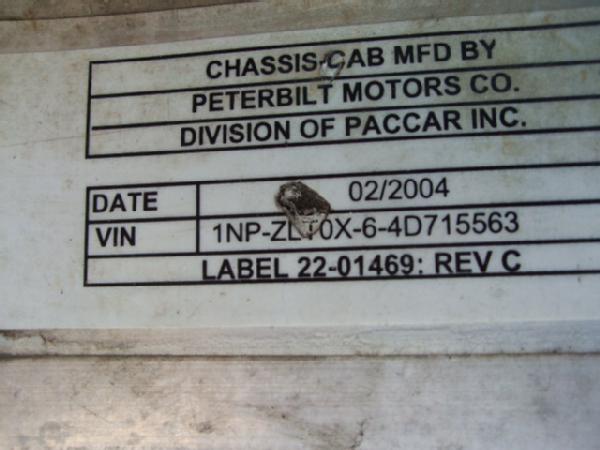 CHASSIS-CAB MFD BY
PETERBILT MOTORS CO.
DIVISION OF PACCAR INC.
DATE 02/2004
VIN
LABEL 22-01469: REV C